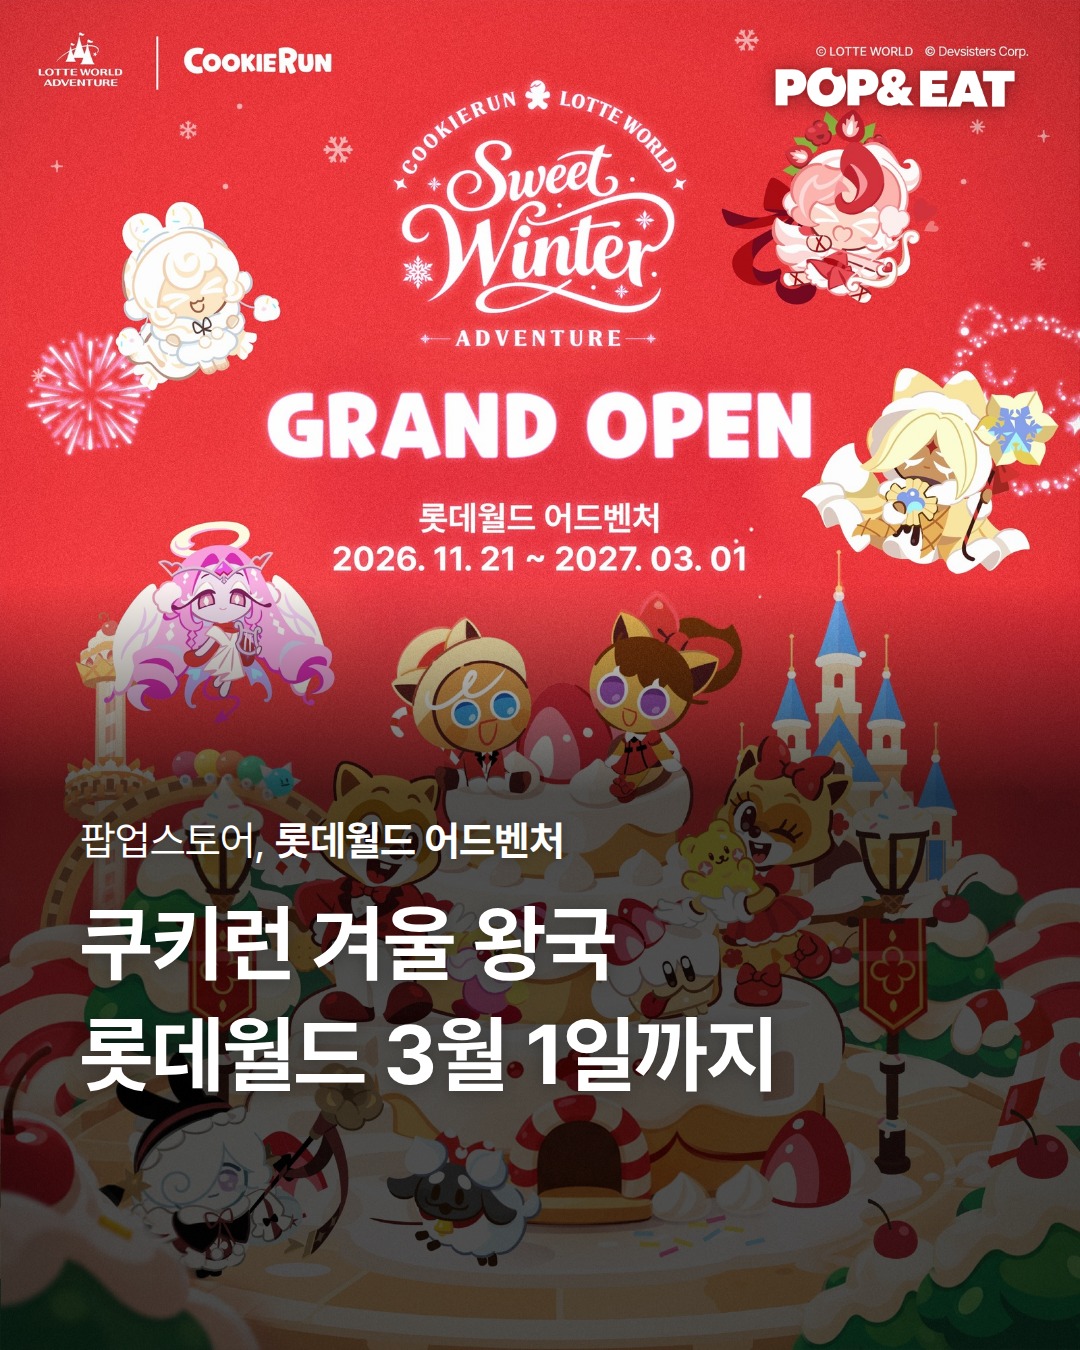 LOTTE WORLD
ADVENTURE
COOKIERUN
© LOTTE WORLD © Devsisters Corp.
POP&EAT
COOKIERUN LOTTE WORLD
Sweet
Winter
ADVENTURE
GRAND OPEN
롯데월드 어드벤처
2026. 11. 21 ~ 2027. 03. 01
팝업스토어, 롯데월드 어드벤처
쿠키런 겨울 왕국
롯데월드 3월 1일까지